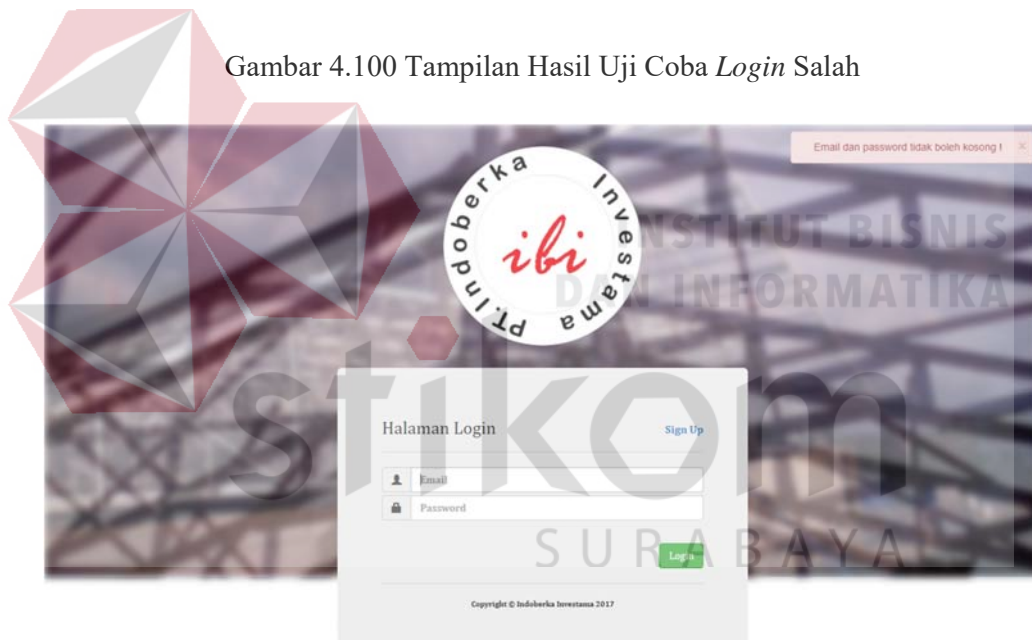 Gambar 4.100 Tampilan Hasil Uji Coba Login Salah
Email dan password tidak boleh kosong !
PT. Indoberka Investama
ibi
INSTITUT BISNIS
DAN INFORMATIKA
stikom
SURABAYA
Halaman Login
Sign Up
Email
Password
Login
Copyright © Indoberka Investama 2017